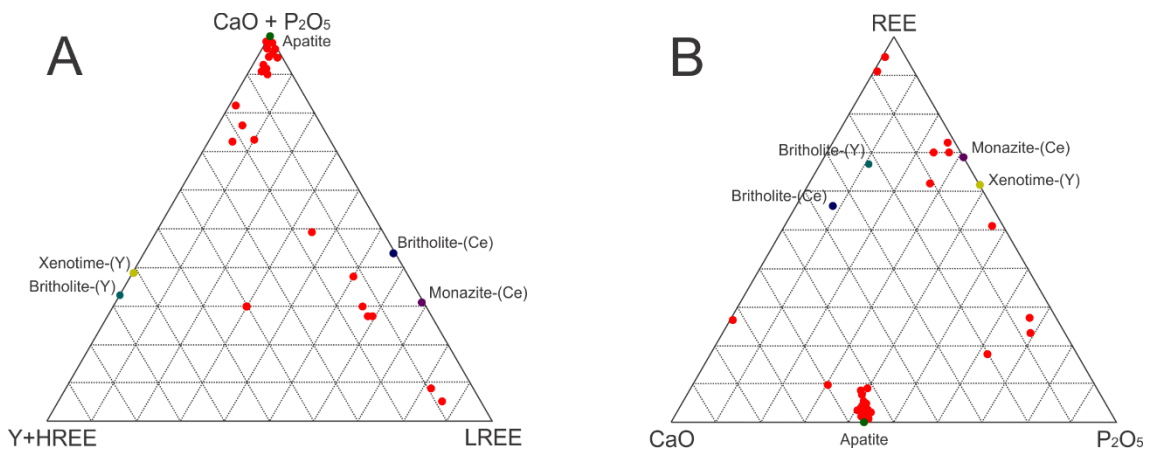 A
CaO + P₂O₅
Apatite
Britholite-(Ce)
Xenotime-(Y)
Britholite-(Y)
Monazite-(Ce)
Y+HREE
LREE
B
REE
Britholite-(Y)
Monazite-(Ce)
Xenotime-(Y)
Britholite-(Ce)
CaO
Apatite
P₂O₅